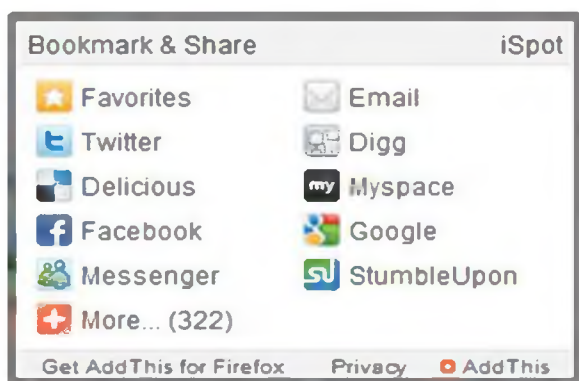 Bookmark & Share iSpot
Favorites Email
Twitter Digg
Delicious Myspace
Facebook Google
Messenger StumbleUpon
More... (322)
Get AddThis for Firefox Privacy AddThis